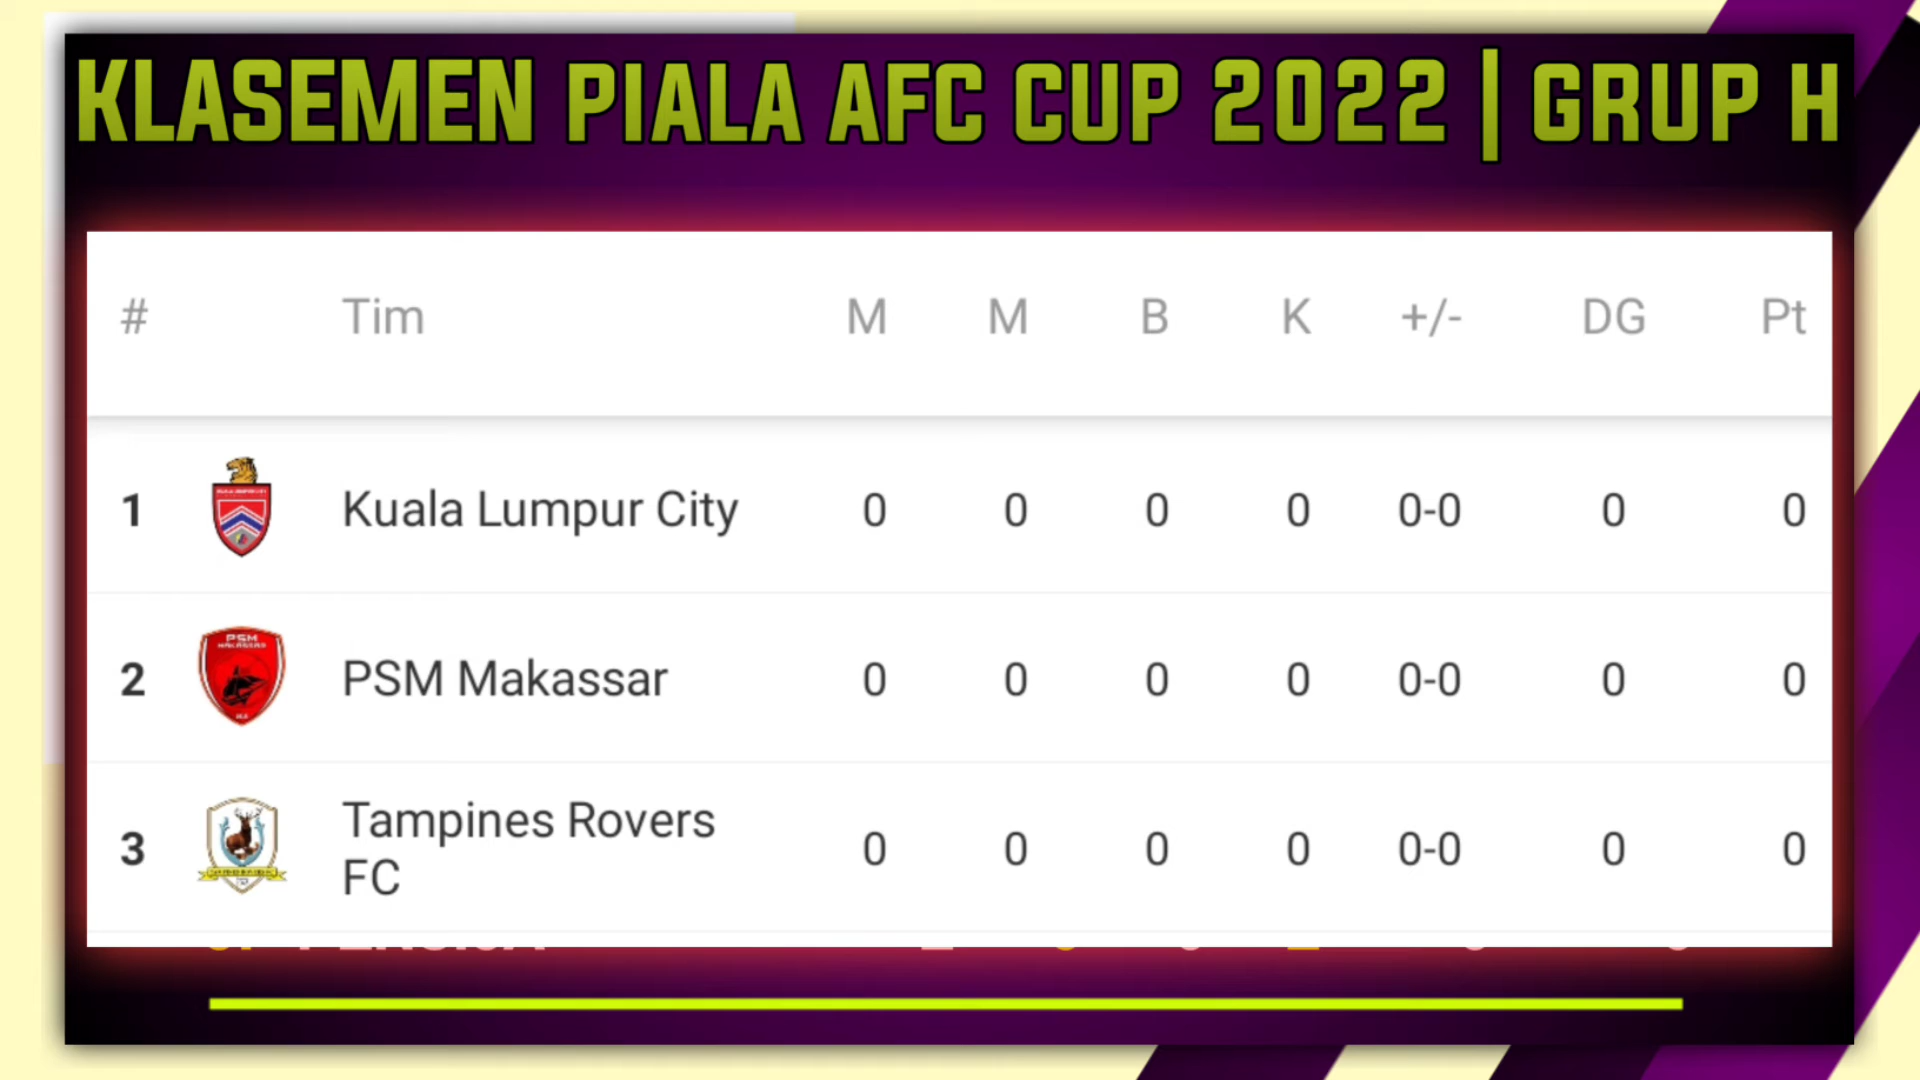 KLASEMEN PIALA AFC CUP 2022 | GRUP H
# Tim M M B K +/- DG Pt
1 Kuala Lumpur City 0 0 0 0 0-0 0 0
PSM
MAKASSAR
2 PSM Makassar 0 0 0 0 0-0 0 0
3 Tampines Rovers FC 0 0 0 0 0-0 0 0